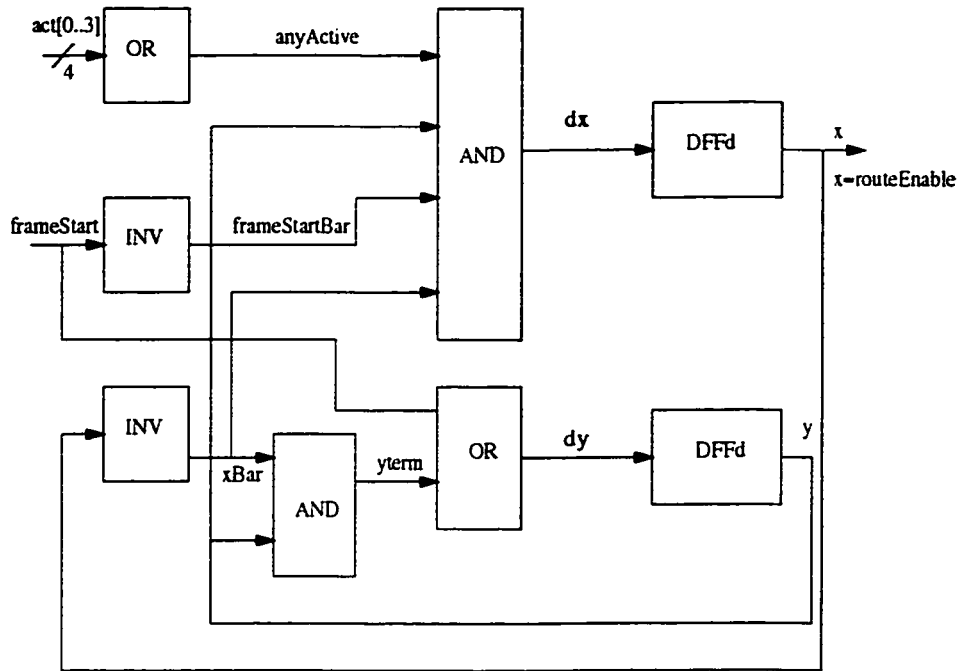 act[0..3]
4
OR
anyActive
AND
dx
DFFd
x
x=routeEnable
frameStart
INV
frameStartBar
INV
xBar
AND
yterm
OR
dy
DFFd
y